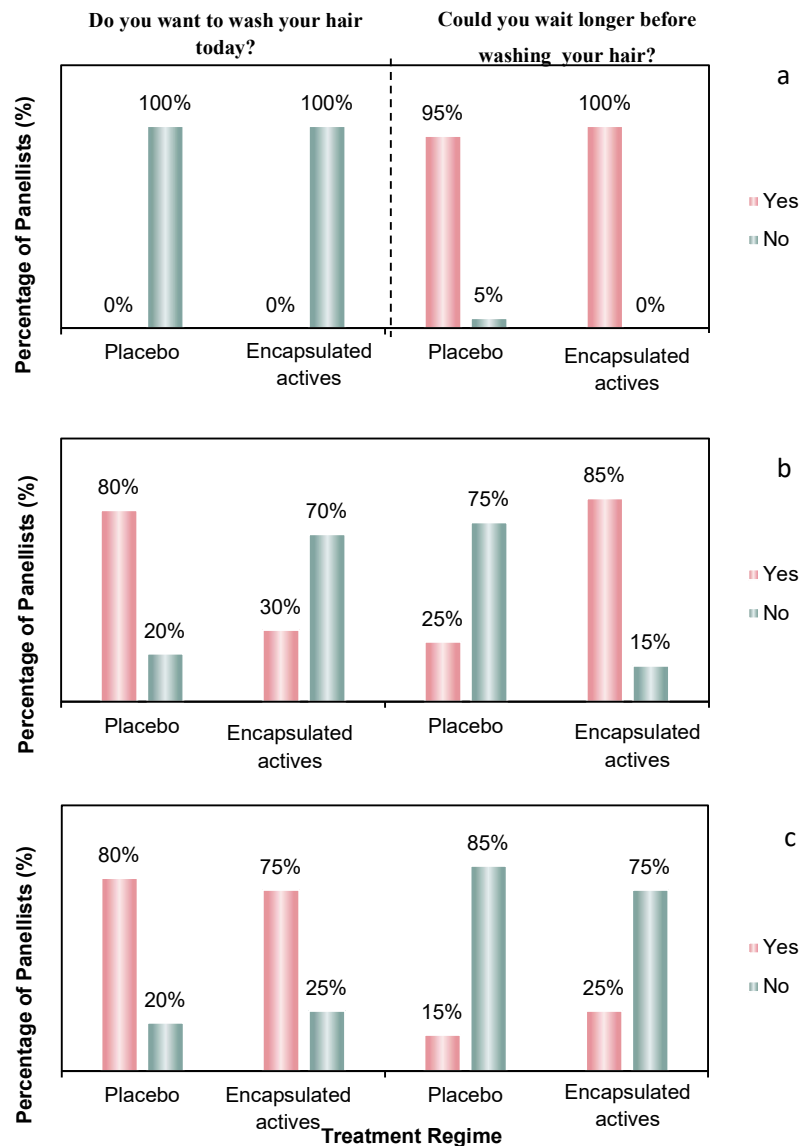 Do you want to wash your hair
today?
Could you wait longer before
washing your hair?
a
Percentage of Panellists (%)
100%
100%
95%
100%
0%
0%
5%
0%
Placebo
Encapsulated
actives
Placebo
Encapsulated
actives
Yes
No
b
Percentage of Panellists (%)
80%
20%
30%
70%
25%
75%
85%
15%
Placebo
Encapsulated
actives
Placebo
Encapsulated
actives
Yes
No
c
Percentage of Panellists (%)
80%
20%
75%
25%
15%
85%
25%
75%
Placebo
Encapsulated
actives
Placebo
Encapsulated
actives
Yes
No
Treatment Regime